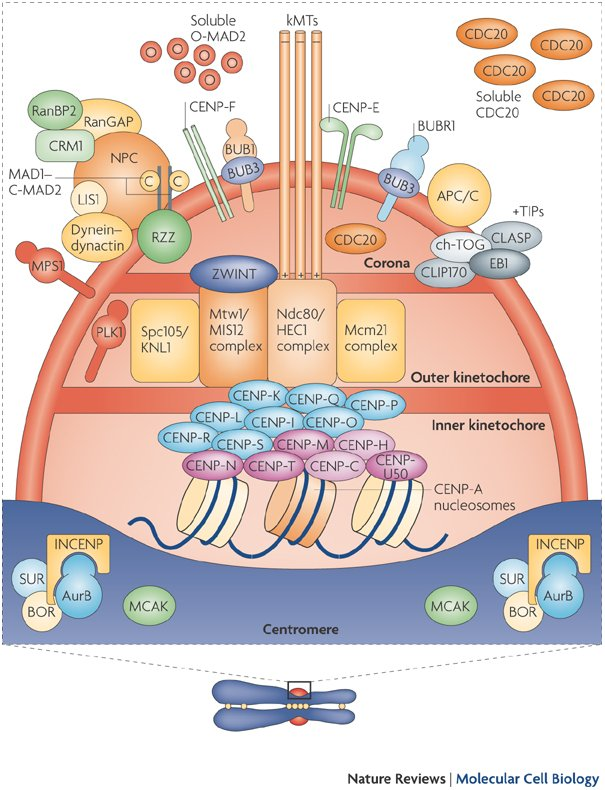 Soluble
O-MAD2
kMTs
CDC20
CDC20
CDC20
CDC20
Soluble
CDC20
RanBP2
RanGAP
CRM1
NPC
MAD1–
C-MAD2
C
C
LIS1
Dynein–
dynactin
RZZ
CENP-F
BUB1
BUB3
CENP-E
BUBR1
BUB3
APC/C
+TIPs
ch-TOG
CLASP
CLIP170
EB1
CDC20
Corona
MPS1
ZWINT
+
+
+
PLK1
Spc105/
KNL1
Mtw1/
MIS12
complex
Ndc80/
HEC1
complex
Mcm21
complex
Outer kinetochore
Inner kinetochore
CENP-K
CENP-Q
CENP-P
CENP-L
CENP-I
CENP-O
CENP-R
CENP-S
CENP-M
CENP-H
CENP-N
CENP-T
CENP-C
CENP-
U50
CENP-A
nucleosomes
INCENP
SUR
AurB
BOR
MCAK
MCAK
INCENP
SUR
AurB
BOR
Centromere
Nature Reviews | Molecular Cell Biology